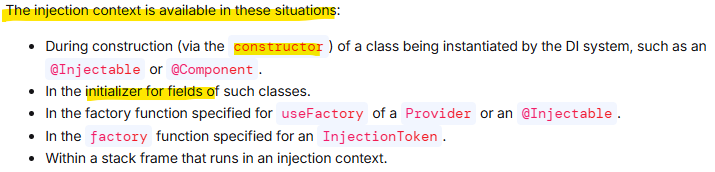 The injection context is available in these situations:
• During construction (via the constructor ) of a class being instantiated by the DI system, such as an
@Injectable or @Component .
• In the initializer for fields of such classes.
• In the factory function specified for useFactory of a Provider or an @Injectable .
• In the factory function specified for an InjectionToken .
• Within a stack frame that runs in an injection context.